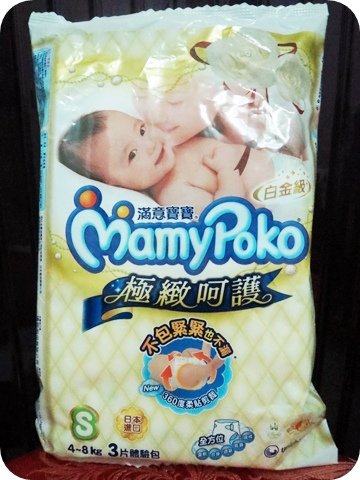 白金級
滿意寶寶®
MamyPoko
極緻呵護
不包緊緊也不漏
New
360度柔貼剪裁
S
日本
進口
全方位
4~8kg 3片體驗包